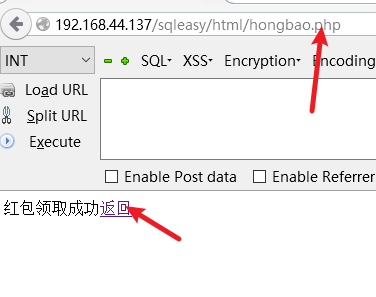 192.168.44.137/sqleasy/html/hongbao.php
INT SQL XSS Encryption Encoding
Load URL
Split URL
Execute
Enable Post data Enable Referrer
红包领取成功返回